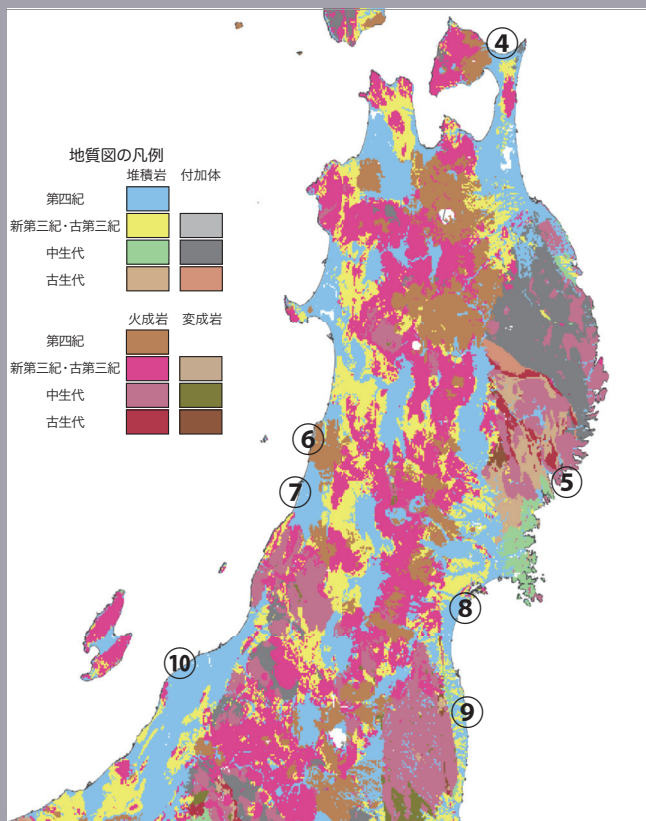 ④
地質図の凡例
堆積岩 付加体
第四紀
新第三紀・古第三紀
中生代
古生代
火成岩 変成岩
第四紀
新第三紀・古第三紀
中生代
古生代
⑥
⑤
⑦
⑧
⑩
⑨